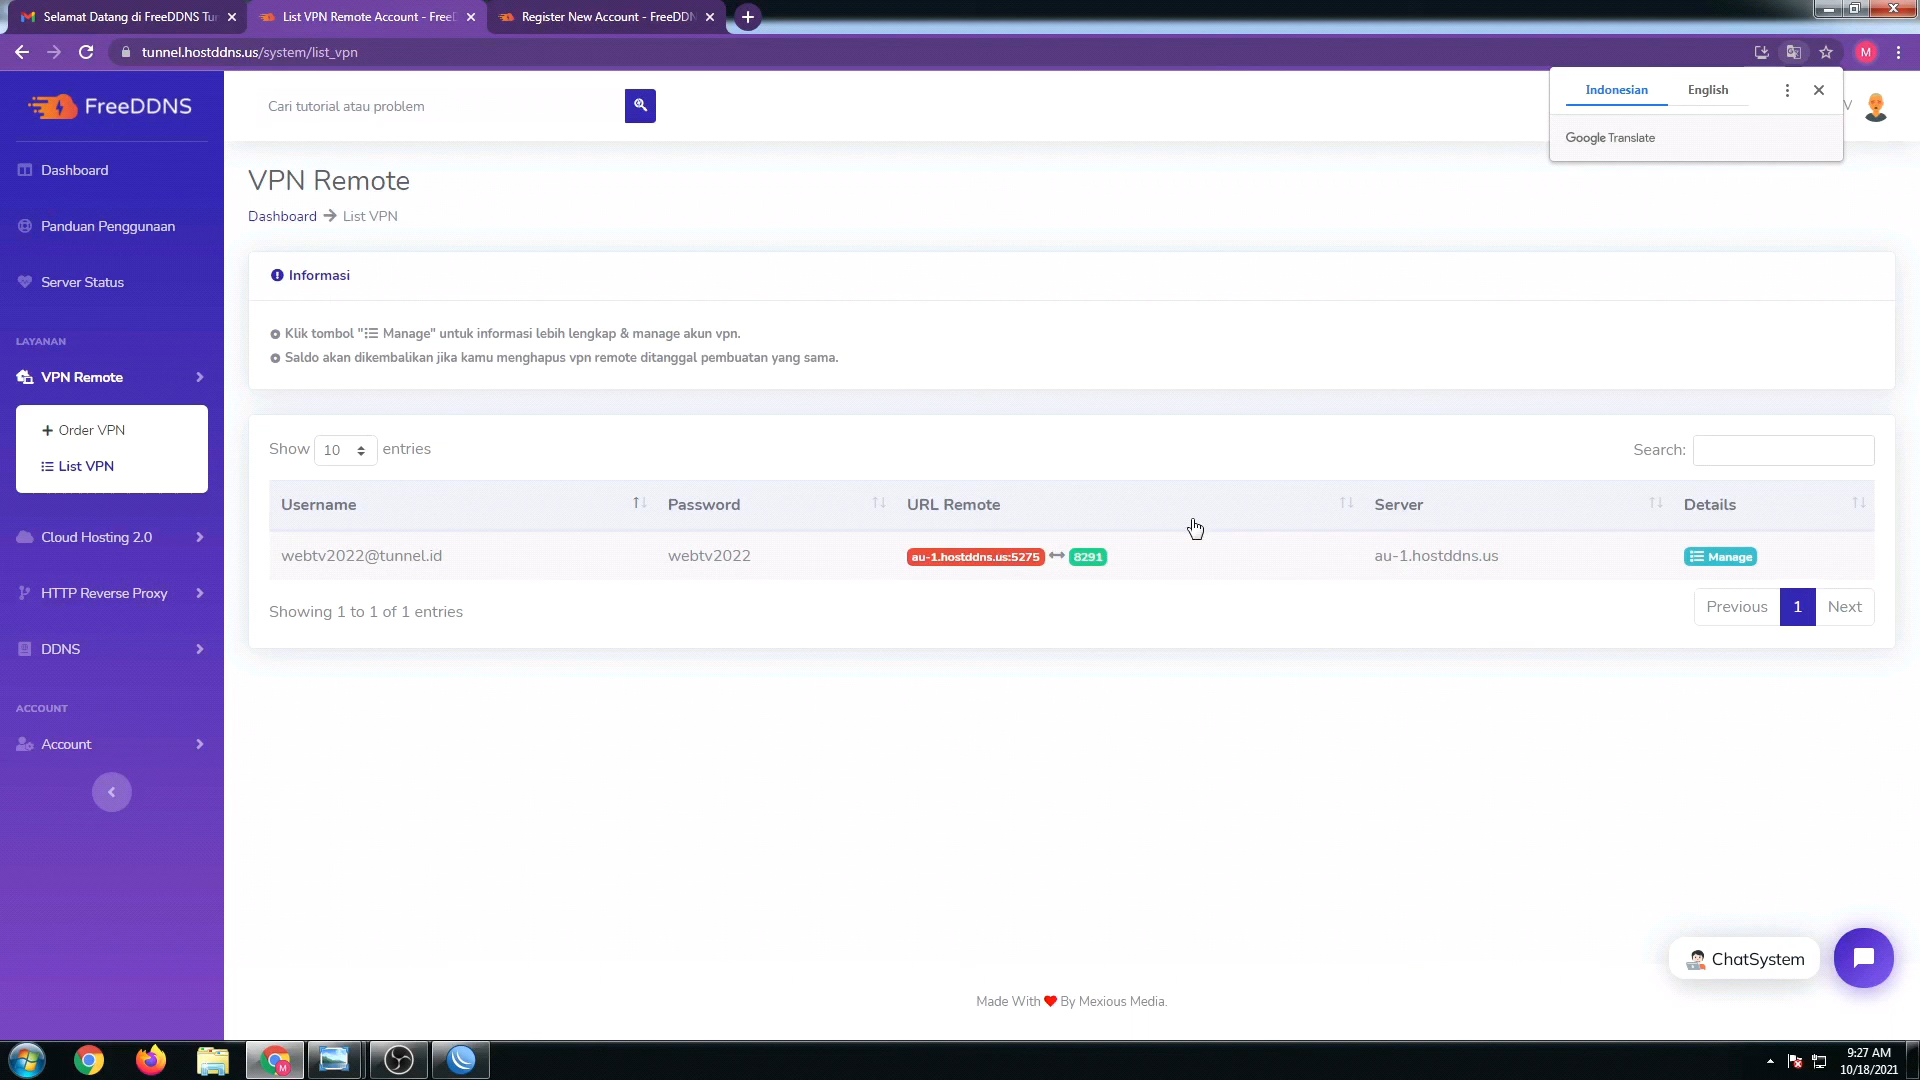 Selamat Datang di FreeDDNS Tu
List VPN Remote Account - Free
Register New Account - FreeDDN
tunnel.hostddns.us/system/list_vpn
M
FreeDDNS
Cari tutorial atau problem
Indonesian
English
V
Google Translate
Dashboard
Panduan Penggunaan
Server Status
LAYANAN
VPN Remote
Order VPN
List VPN
Cloud Hosting 2.0
HTTP Reverse Proxy
DDNS
ACCOUNT
Account
VPN Remote
Dashboard → List VPN
Informasi
Klik tombol " Manage" untuk informasi lebih lengkap & manage akun vpn.
Saldo akan dikembalikan jika kamu menghapus vpn remote ditanggal pembuatan yang sama.
Show 10 entries
Search:
Username Password URL Remote Server Details
webtv2022@tunnel.id webtv2022 au-1.hostddns.us:5275 ↔ 8291 au-1.hostddns.us Manage
Showing 1 to 1 of 1 entries
Previous 1 Next
ChatSystem
Made With ❤ By Mexious Media.
M
9:27 AM
10/18/2021